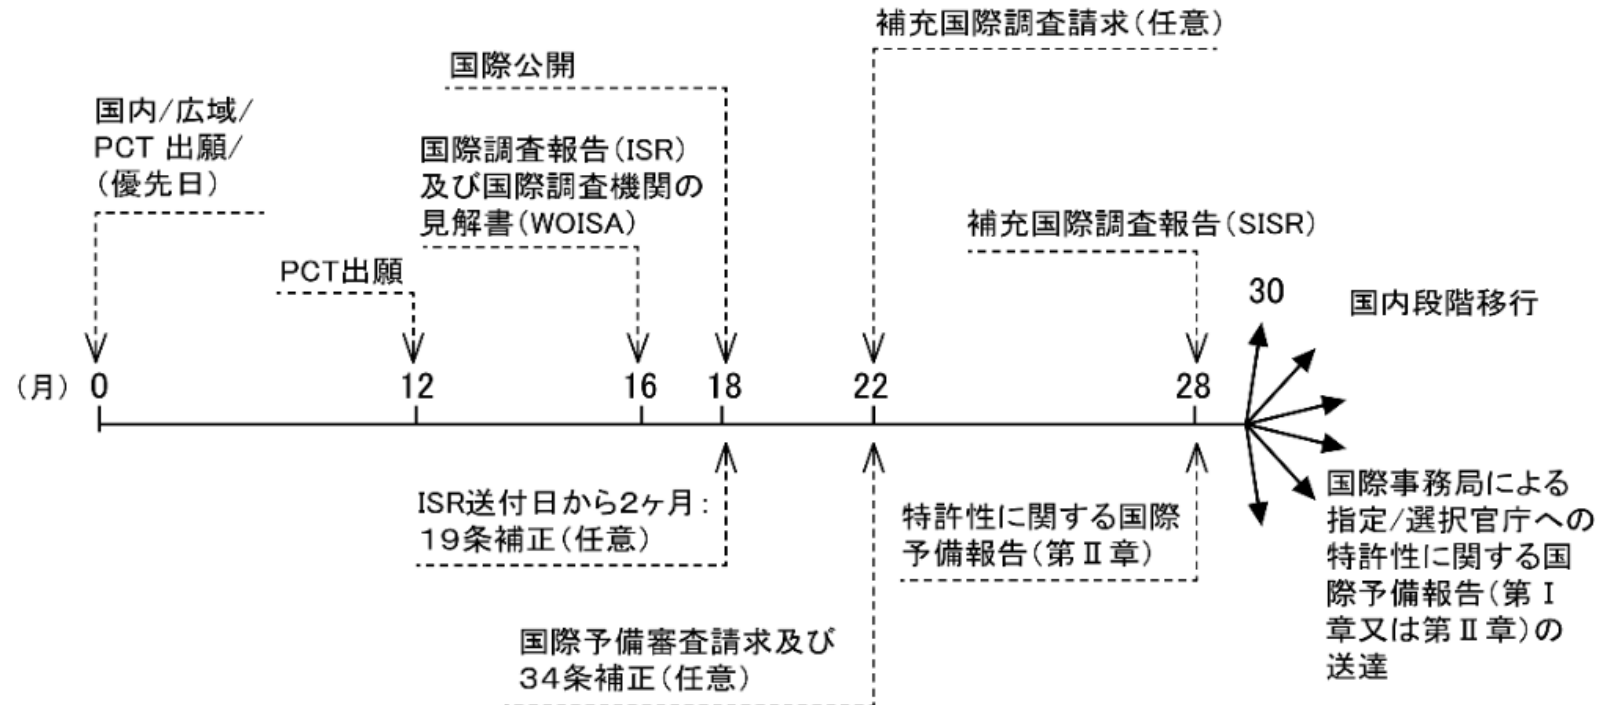 補充国際調査請求(任意)
国際公開
国内/広域/
PCT 出願/
(優先日)
国際調査報告(ISR)
及び国際調査機関の
見解書(WOISA)
補充国際調査報告(SISR)
PCT出願
30
国内段階移行
(月) 0 12 16 18 22 28
ISR送付日から2ヶ月:
19条補正(任意)
特許性に関する国際
予備報告(第Ⅱ章)
国際事務局による
指定/選択官庁への
特許性に関する国
際予備報告(第Ⅰ
章又は第Ⅱ章)の
送達
国際予備審査請求及び
34条補正(任意)